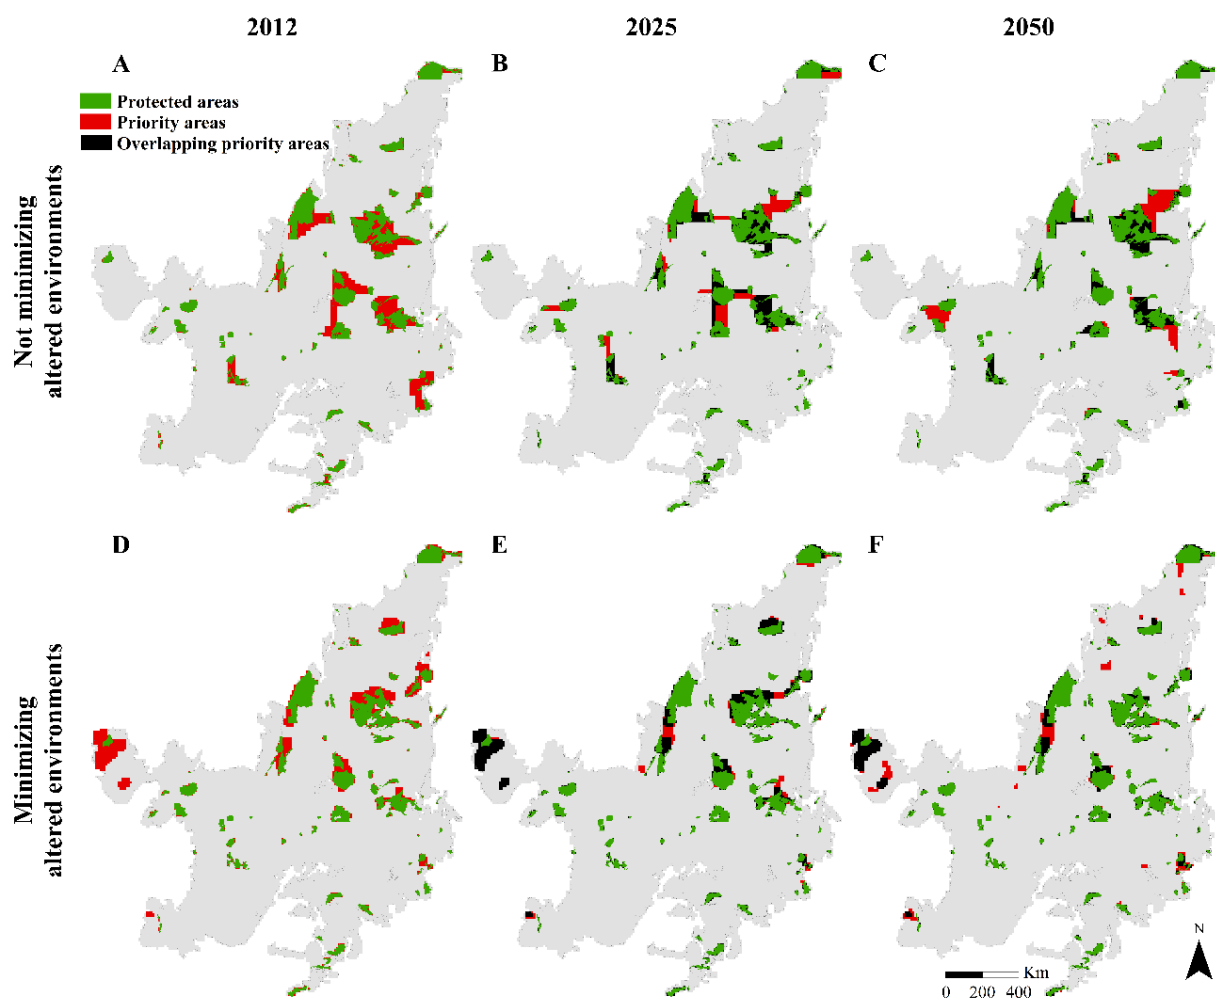 2012 2025 2050
A B C
Protected areas
Priority areas
Overlapping priority areas
Not minimizing
altered environments
D E F
Minimizing
altered environments
N
Km
0 200 400